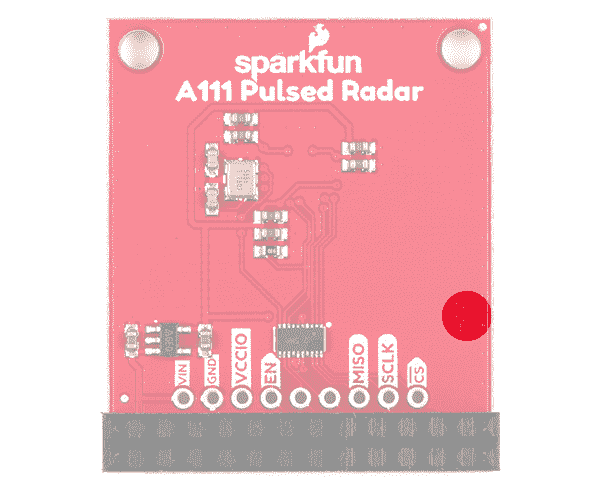 sparkfun
A111 Pulsed Radar
VIN
GND
VCCIO
EN
MISO
SCLK
CS